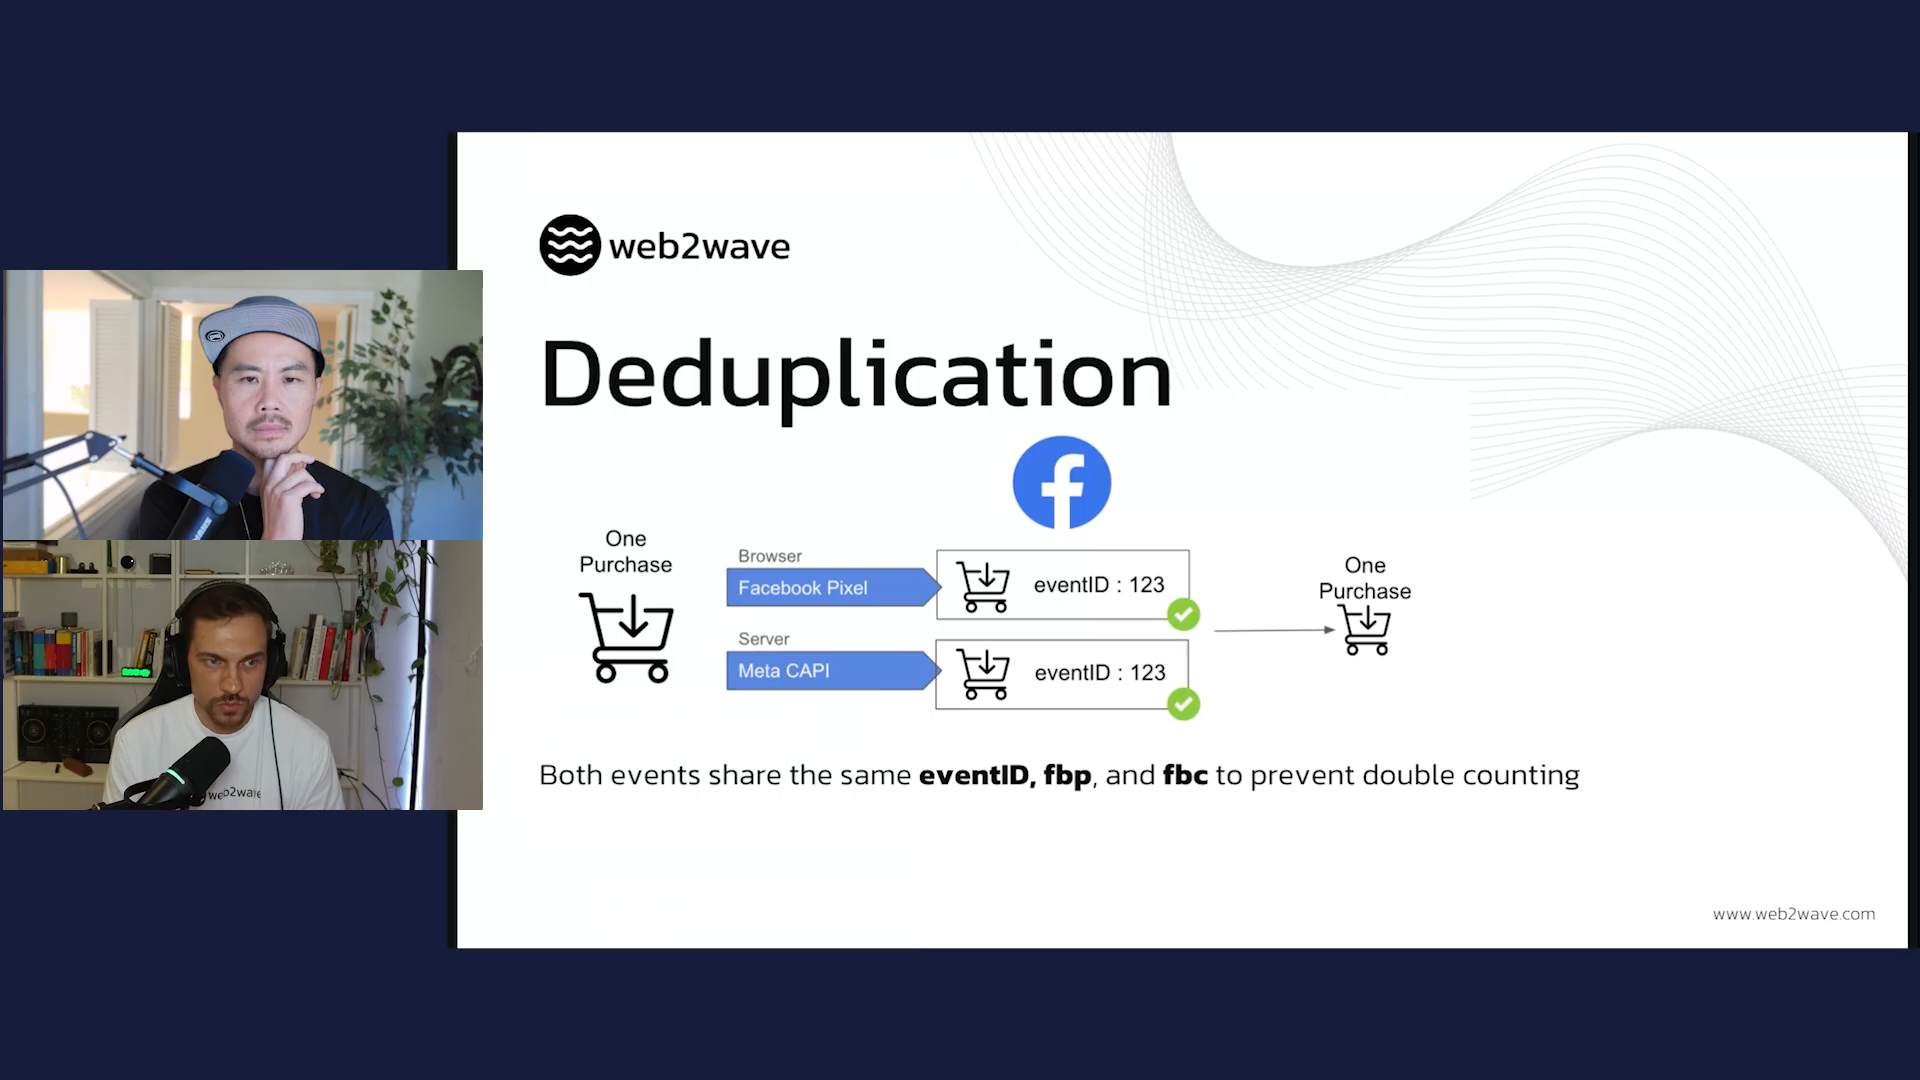 web2wave
Deduplication
One
Purchase
Browser
Facebook Pixel
eventID : 123
Server
Meta CAPI
eventID : 123
One
Purchase
Both events share the same eventID, fbp, and fbc to prevent double counting
www.web2wave.com
web2wave